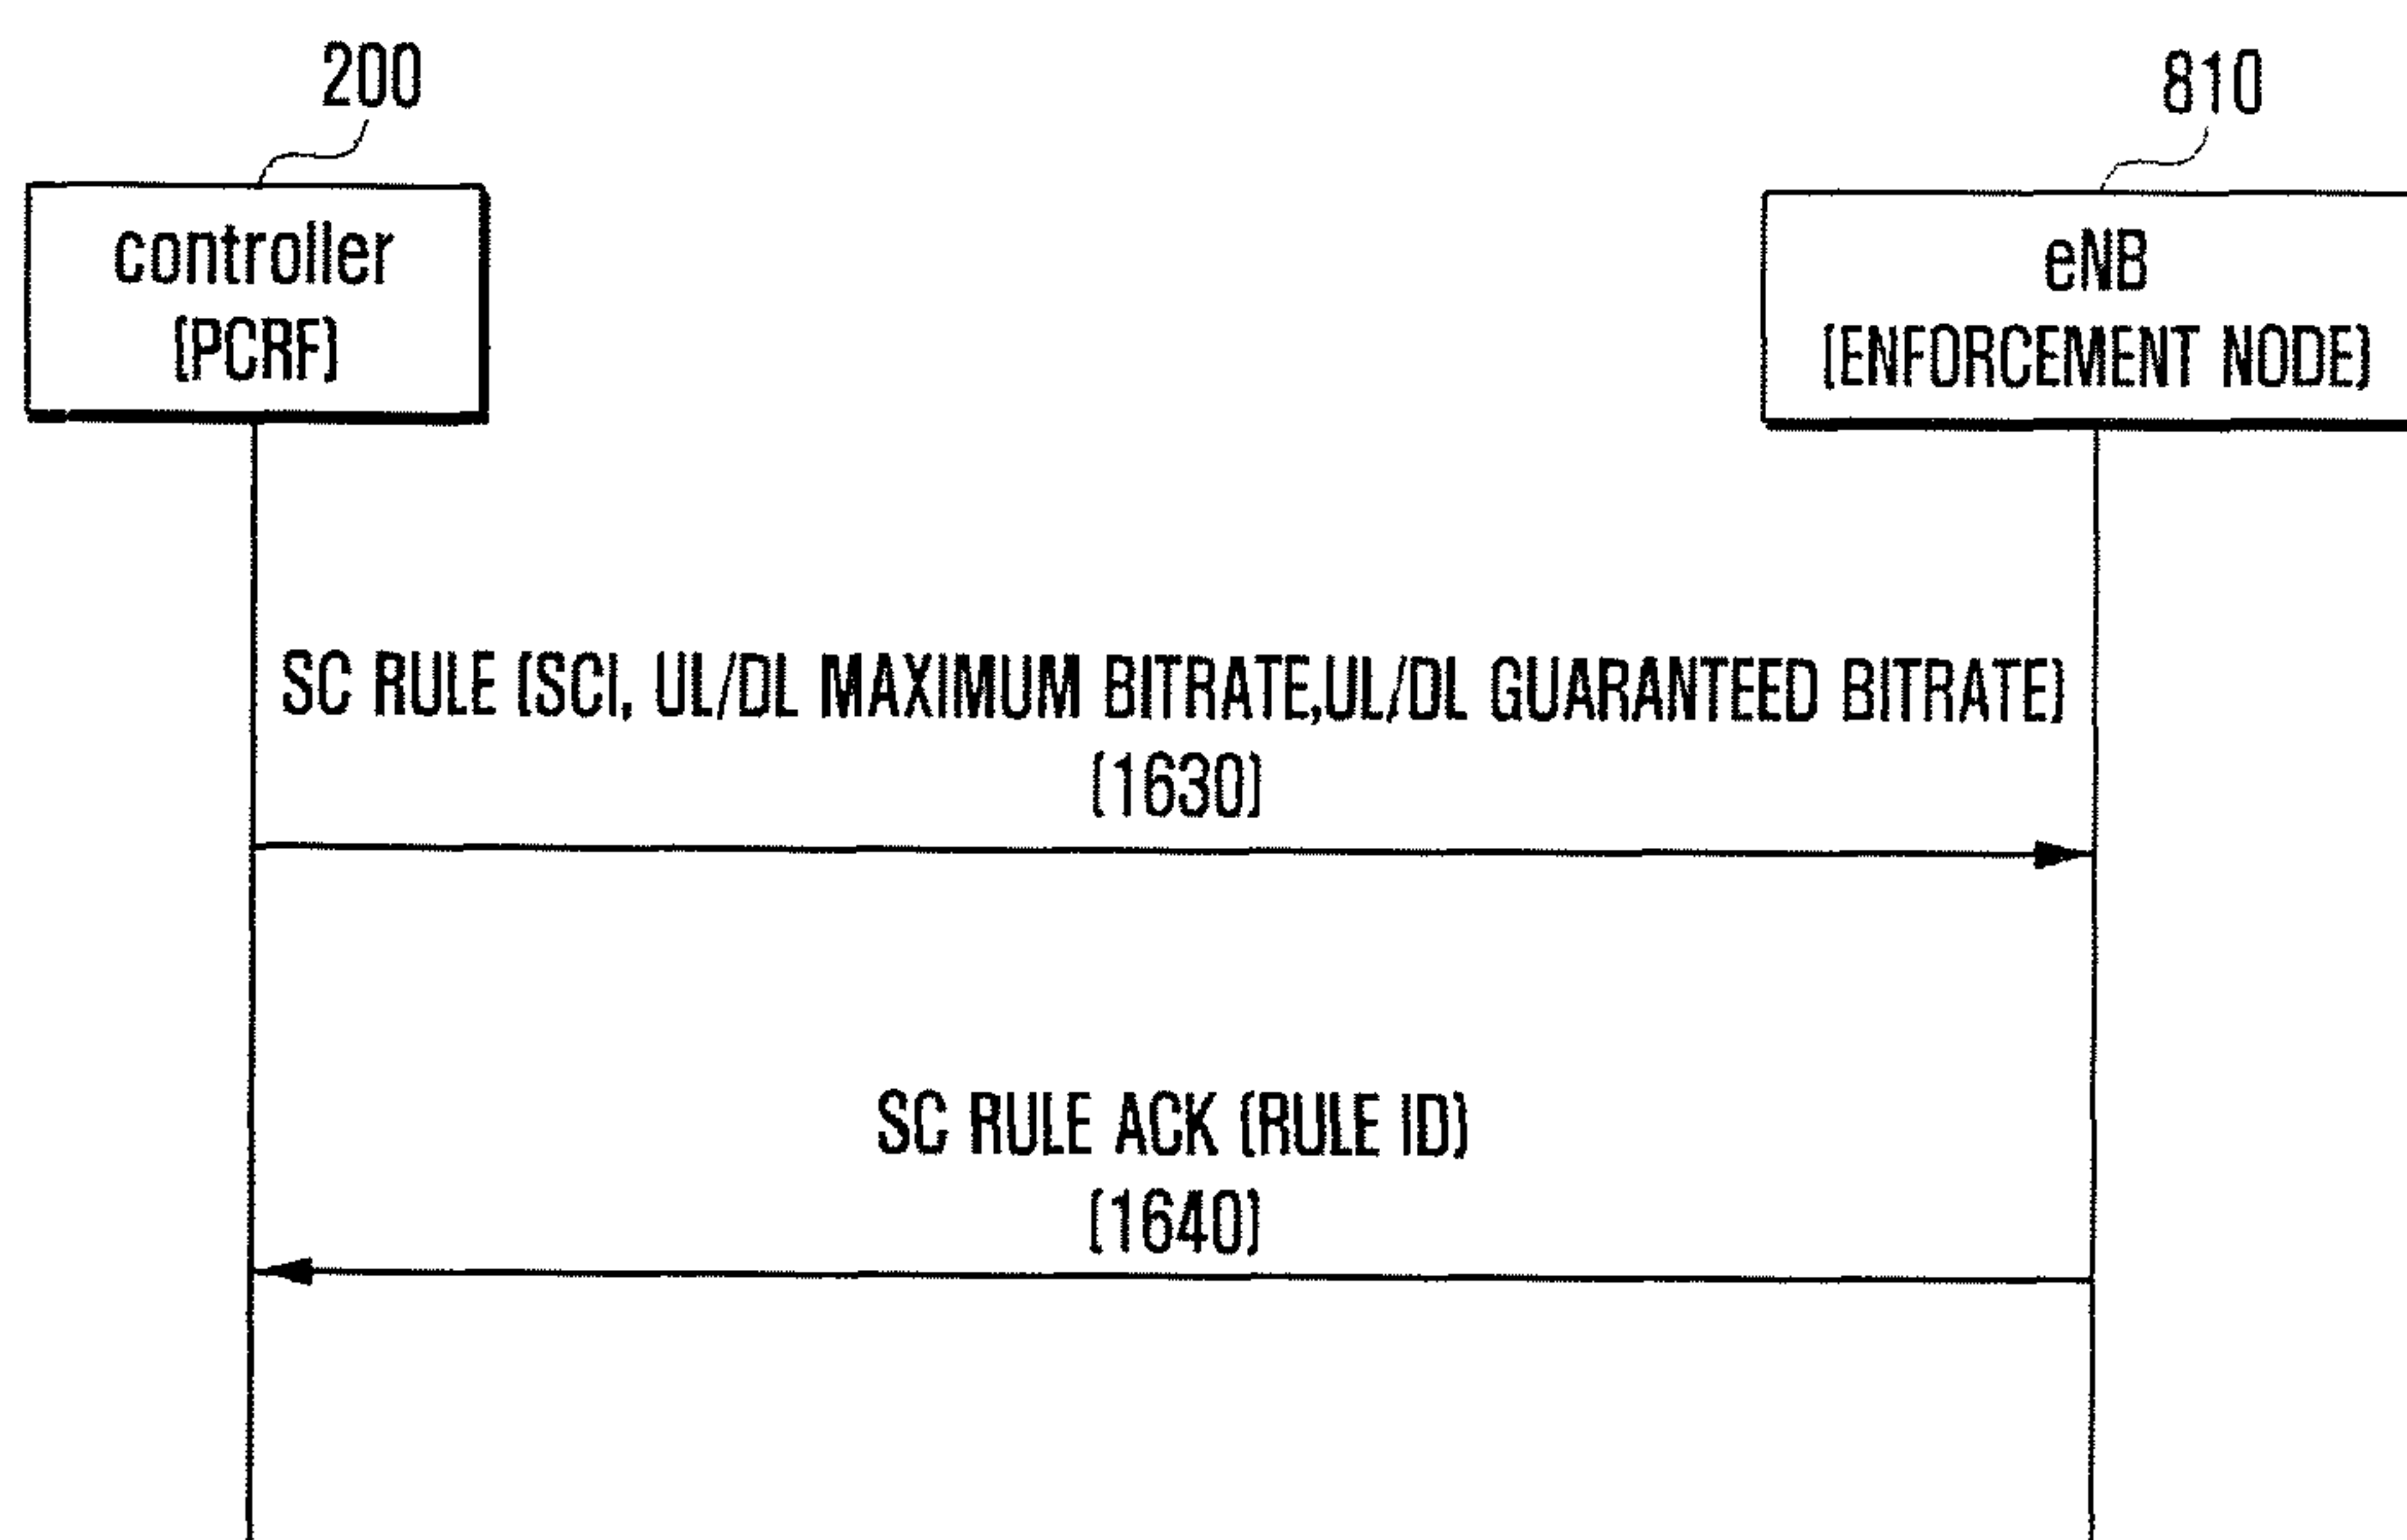 200
810
controller
(PCRF)
eNB
(ENFORCEMENT NODE)
SC RULE (SCI, UL/DL MAXIMUM BITRATE,UL/DL GUARANTEED BITRATE)
(1630)
SC RULE ACK (RULE ID)
(1640)